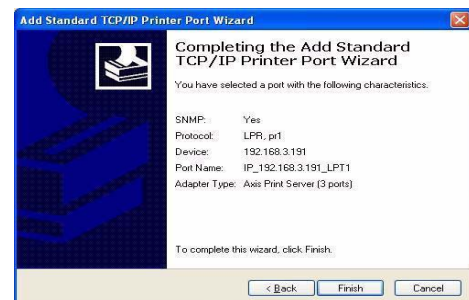 Add Standard TCP/IP Printer Port Wizard
Completing the Add Standard
TCP/IP Printer Port Wizard
You have selected a port with the following characteristics.
SNMP: Yes
Protocol: LPR, pr1
Device: 192.168.3.191
Port Name: IP_192.168.3.191_LPT1
Adapter Type: Axis Print Server (3 ports)
To complete this wizard, click Finish.
< Back Finish Cancel